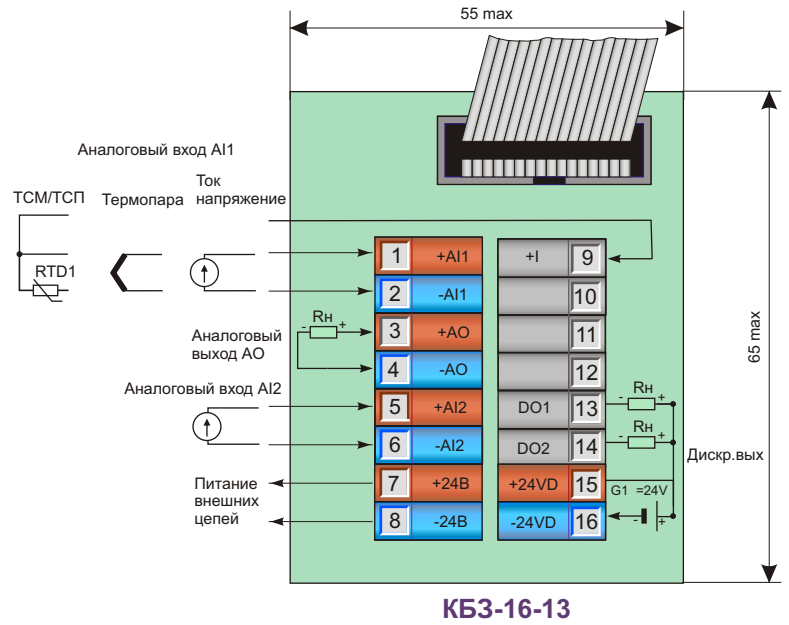 55 max
Аналоговый вход AI1
ТСМ/ТСП
Термопара
Ток
напряжение
RTD1
1 +AI1
2 -AI1
3 +AO
4 -AO
5 +AI2
6 -AI2
7 +24В
8 -24В
+I 9
10
11
12
DO1 13
DO2 14
+24VD 15
-24VD 16
- Rн +
Аналоговый
выход АО
Аналоговый вход AI2
Питание
внешних
цепей
- Rн +
- Rн +
Дискр.вых
G1 =24V
- +
65 max
КБЗ-16-13